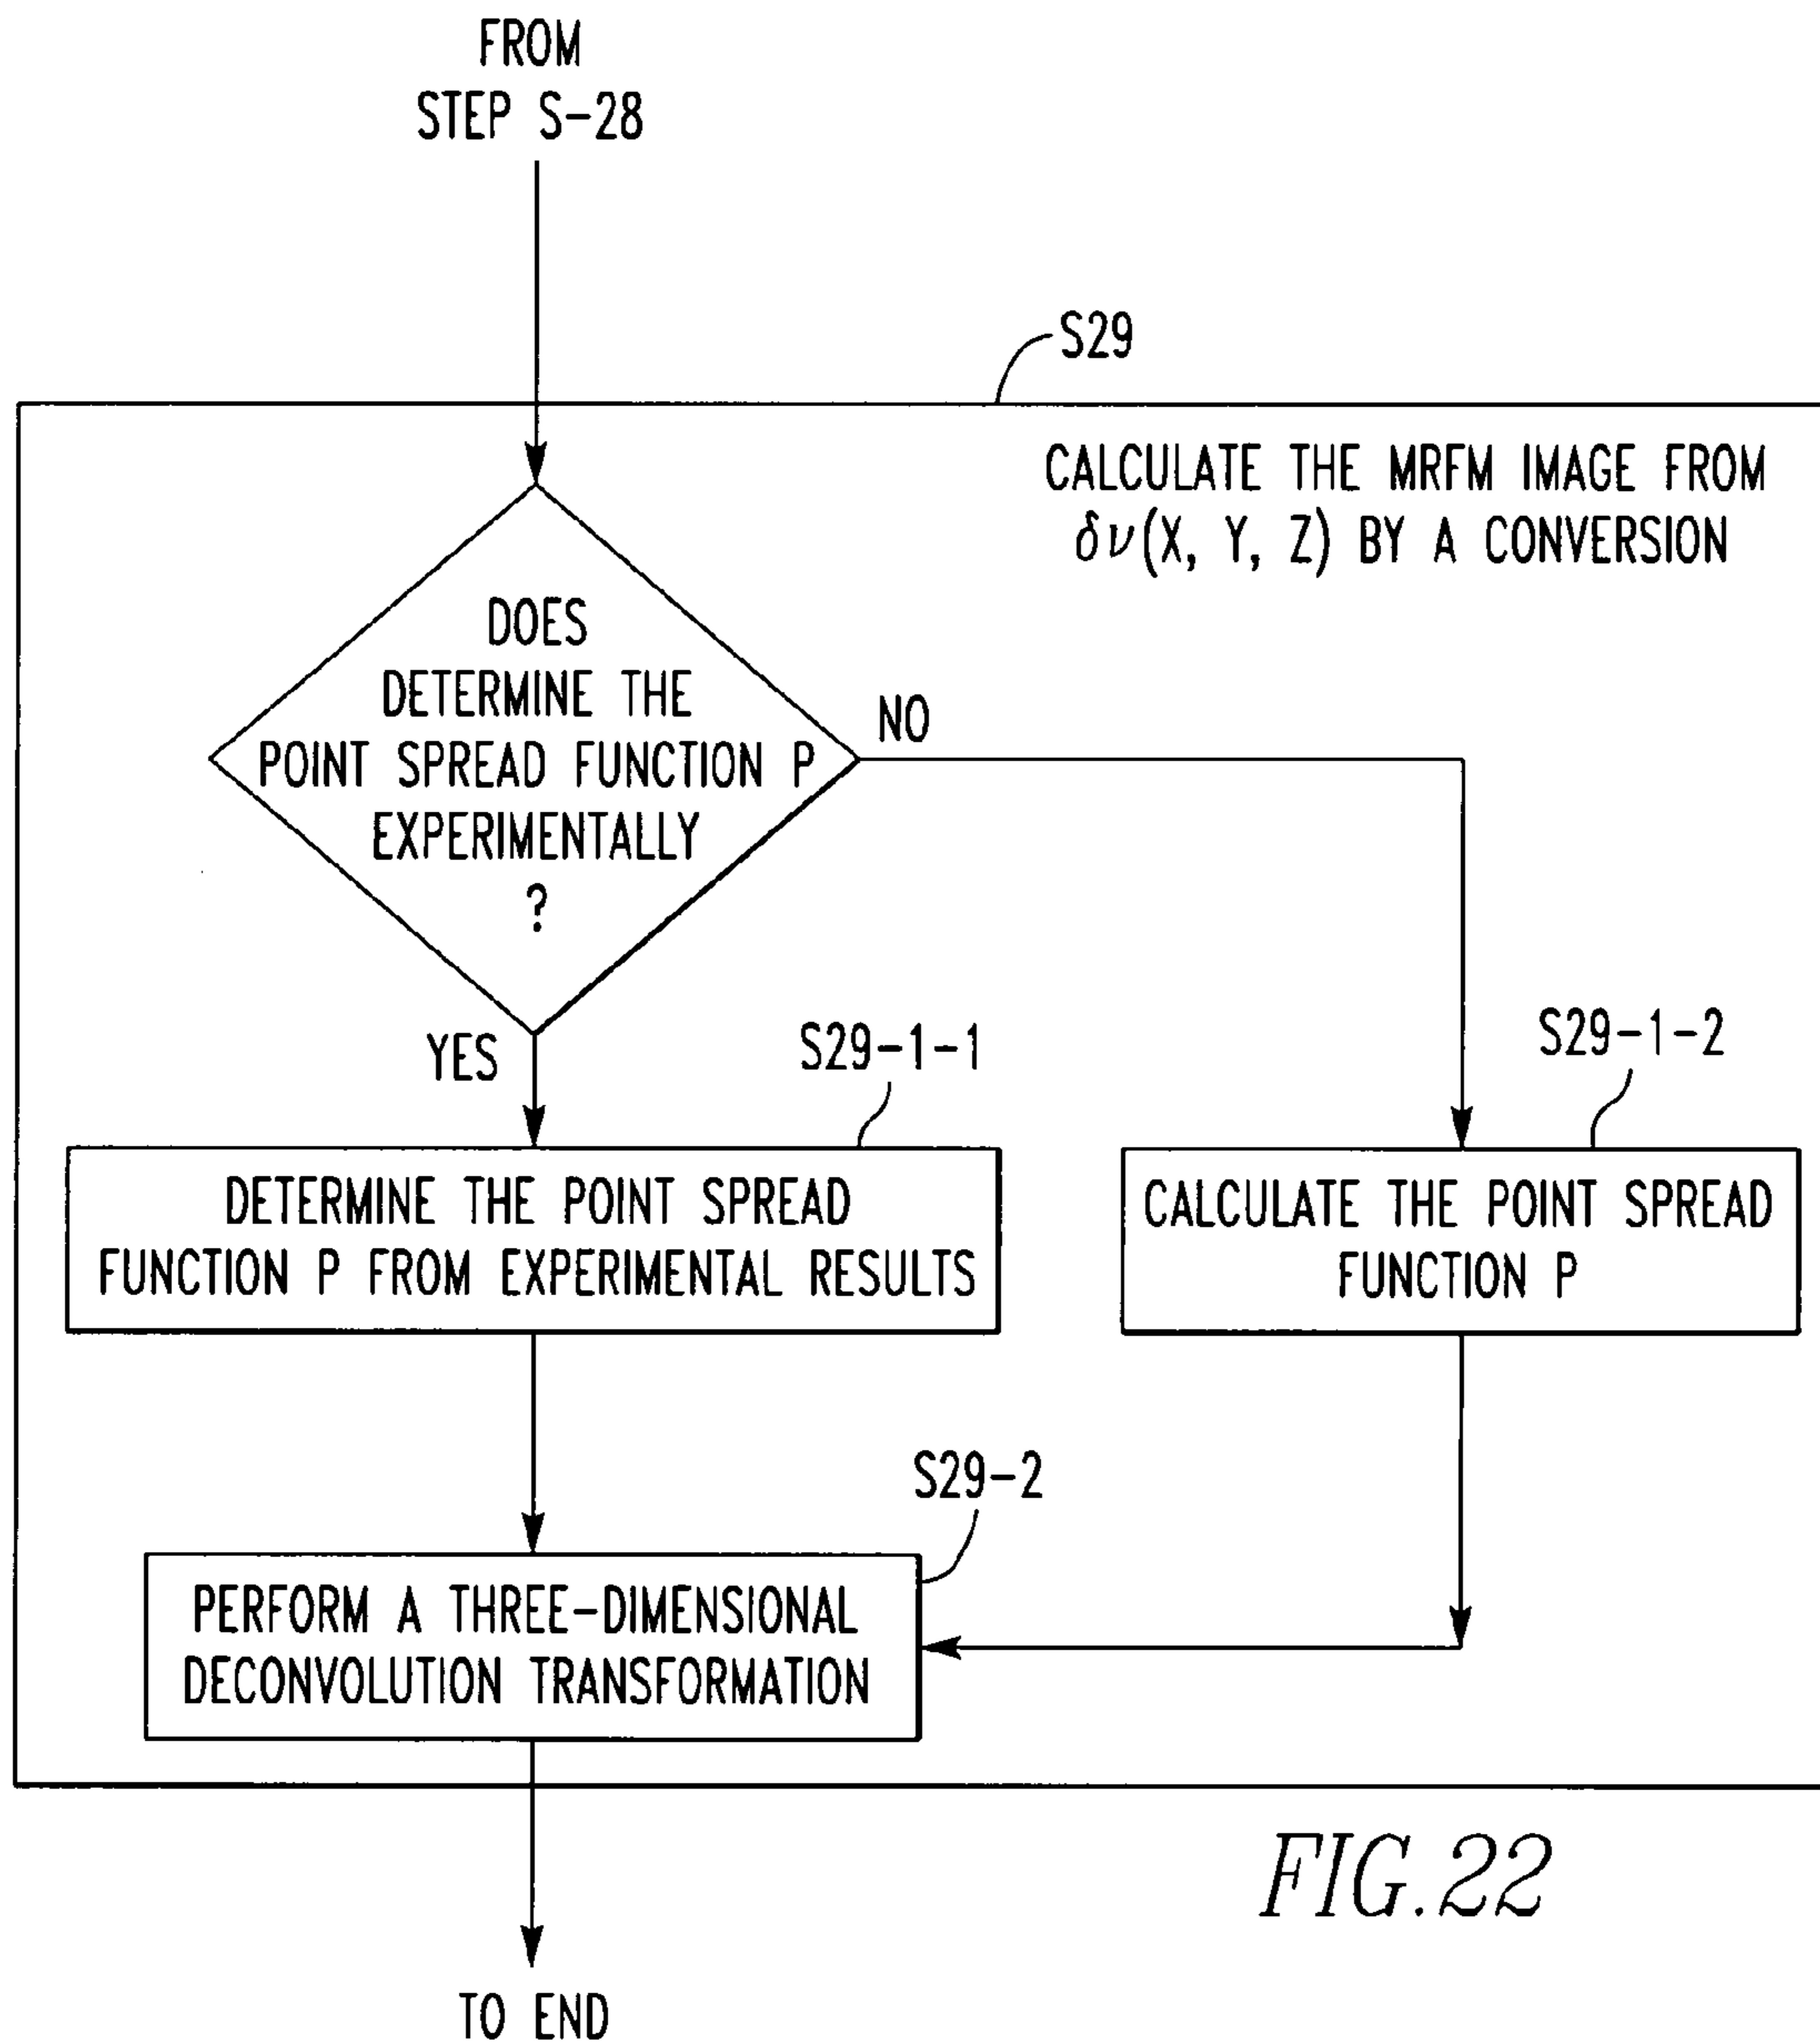 FROM
STEP S-28
S29
CALCULATE THE MRFM IMAGE FROM
δν(X, Y, Z) BY A CONVERSION
DOES
DETERMINE THE
POINT SPREAD FUNCTION P
EXPERIMENTALLY
?
NO
YES
S29-1-1
S29-1-2
DETERMINE THE POINT SPREAD
FUNCTION P FROM EXPERIMENTAL RESULTS
CALCULATE THE POINT SPREAD
FUNCTION P
S29-2
PERFORM A THREE-DIMENSIONAL
DECONVOLUTION TRANSFORMATION
FIG.22
TO END